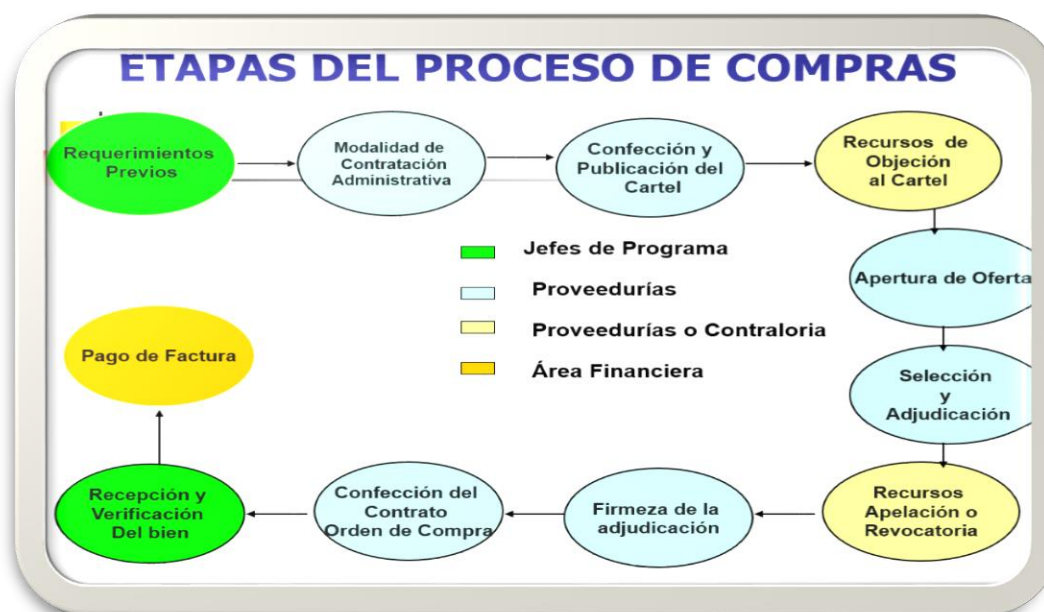 ETAPAS DEL PROCESO DE COMPRAS
Requerimientos
Previos
Modalidad de
Contratación
Administrativa
Confección y
Publicación del
Cartel
Recursos de
Objeción
al Cartel
Jefes de Programa
Proveedurías
Proveedurías o Contraloria
Área Financiera
Apertura de Oferta
Selección
y
Adjudicación
Recursos
Apelación o
Revocatoria
Firmeza de la
adjudicación
Confección del
Contrato
Orden de Compra
Recepción y
Verificación
Del bien
Pago de Factura